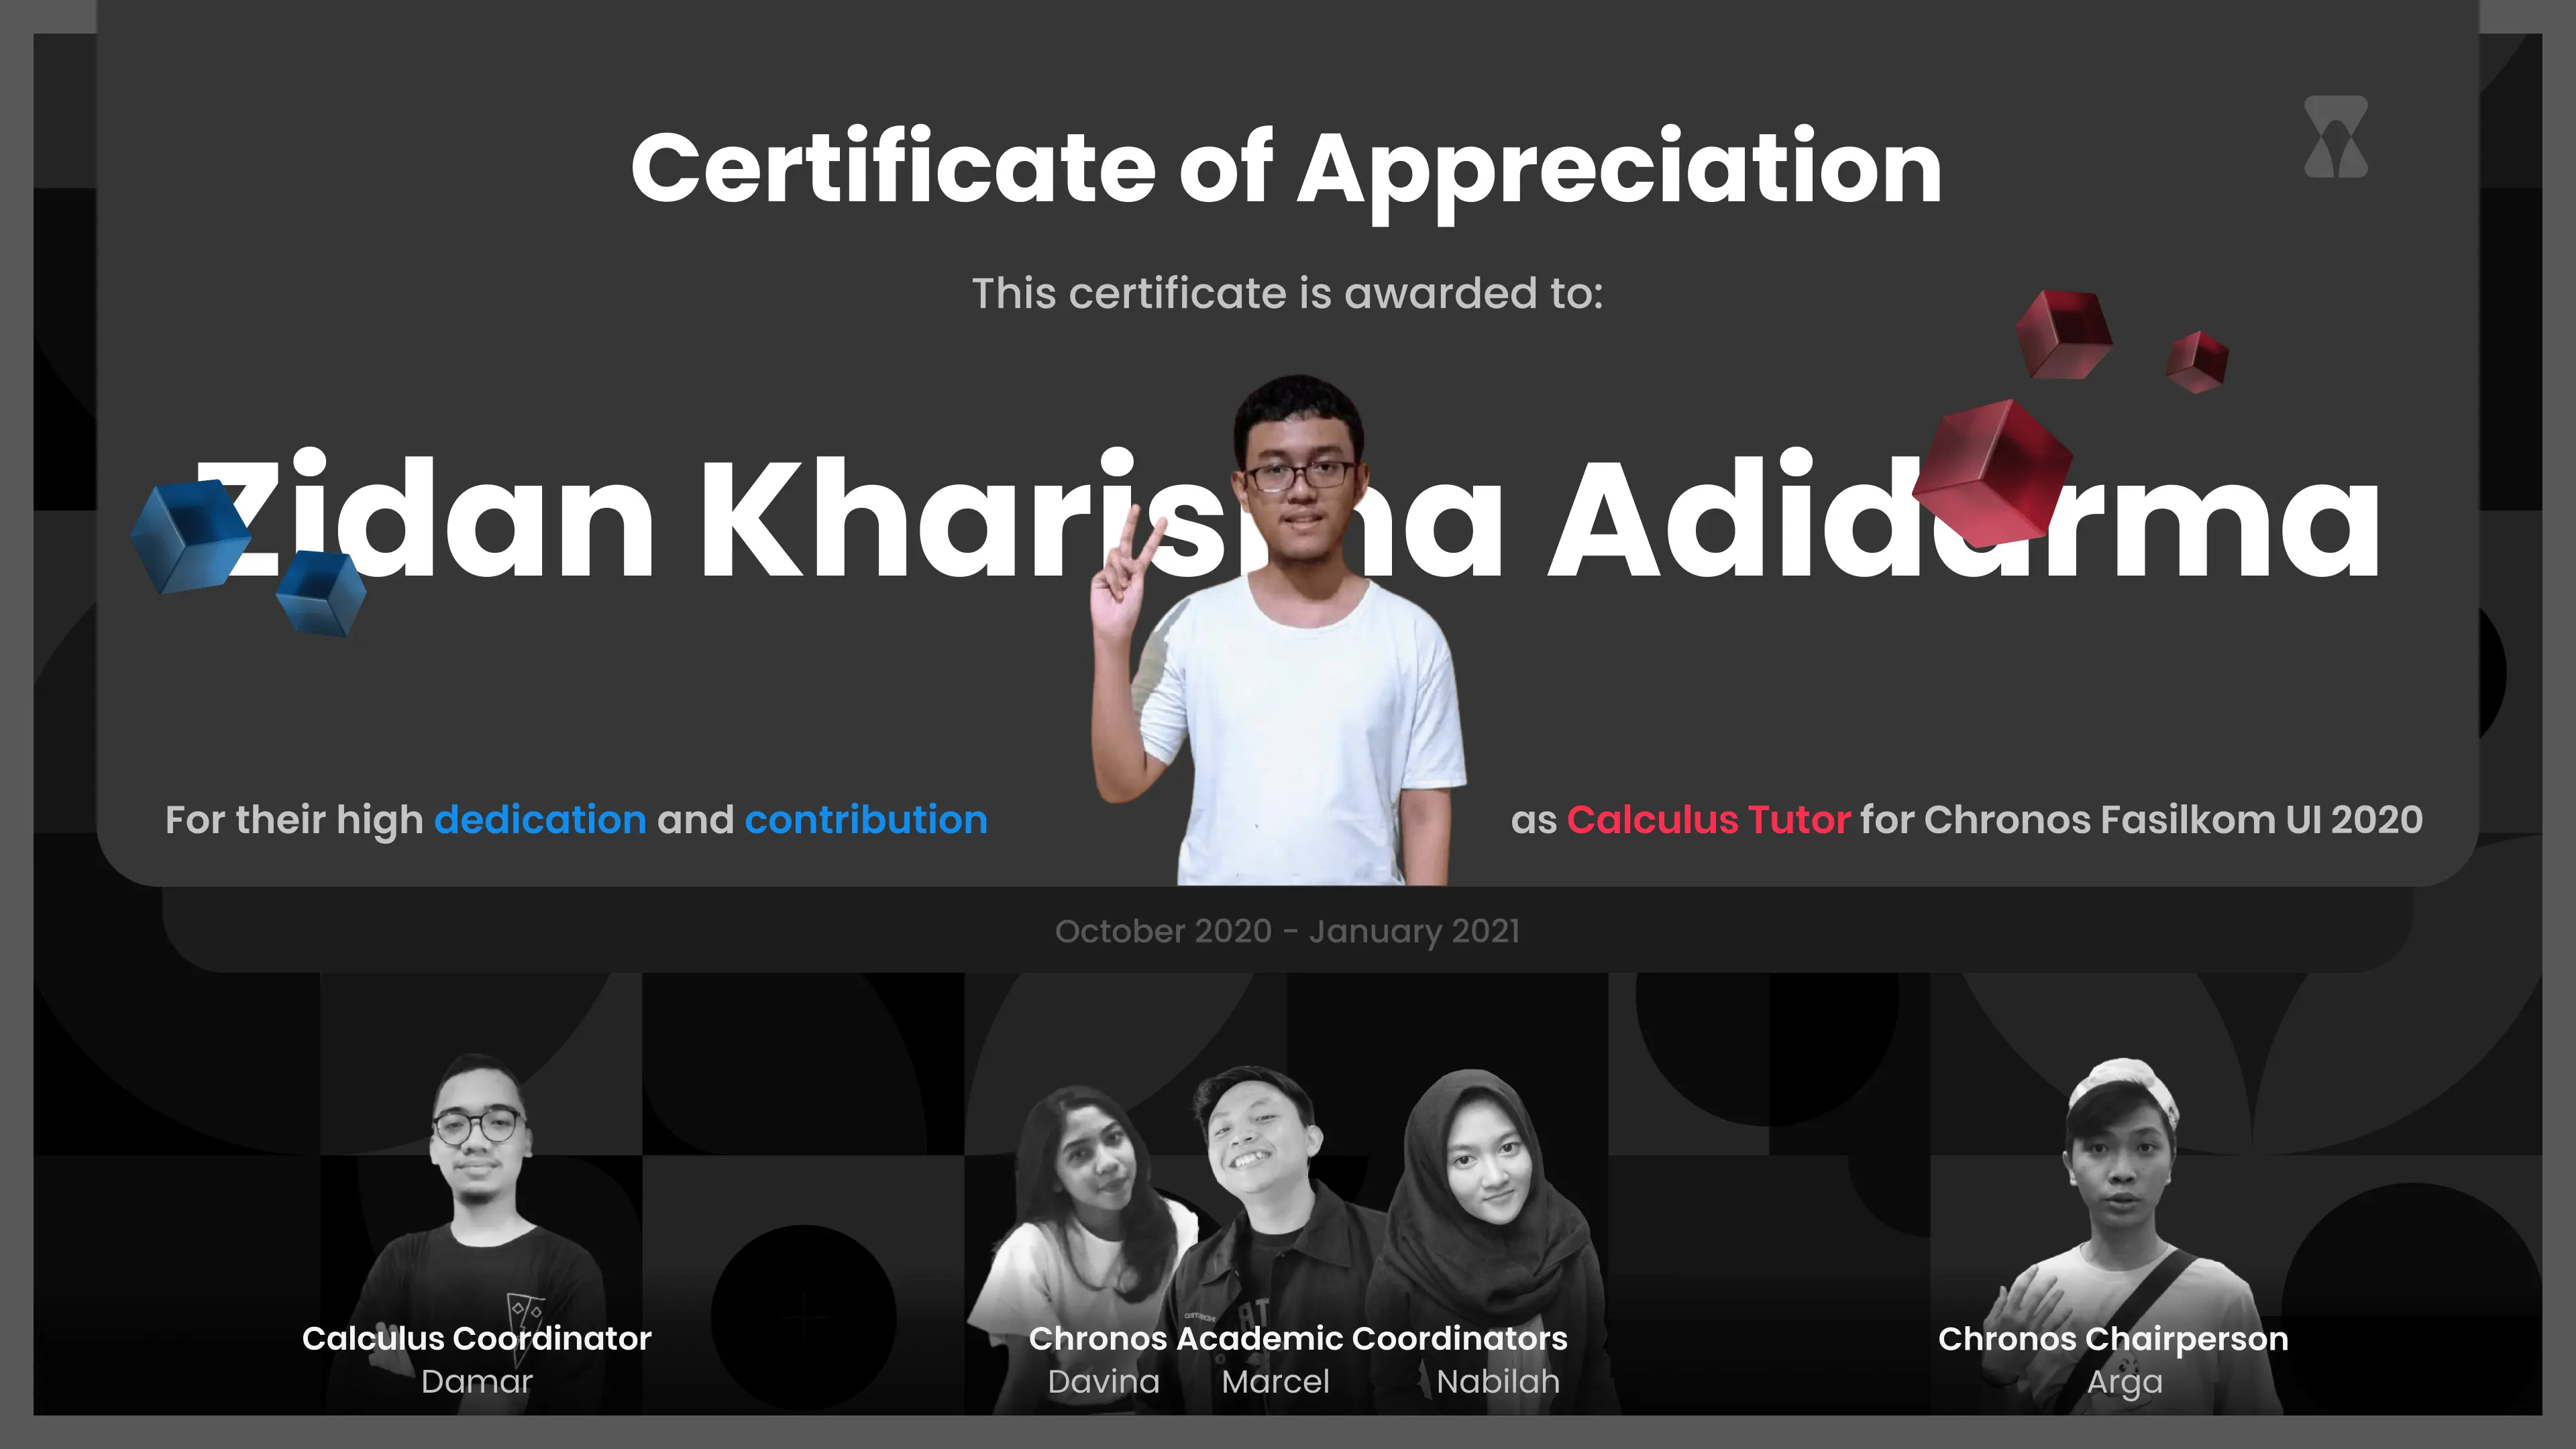 Certificate of Appreciation
This certificate is awarded to:
Zidan Kharisma Adidarma
For their high dedication and contribution
as Calculus Tutor for Chronos Fasilkom UI 2020
October 2020 - January 2021
Calculus Coordinator
Damar
Chronos Academic Coordinators
Davina Marcel Nabilah
Chronos Chairperson
Arga